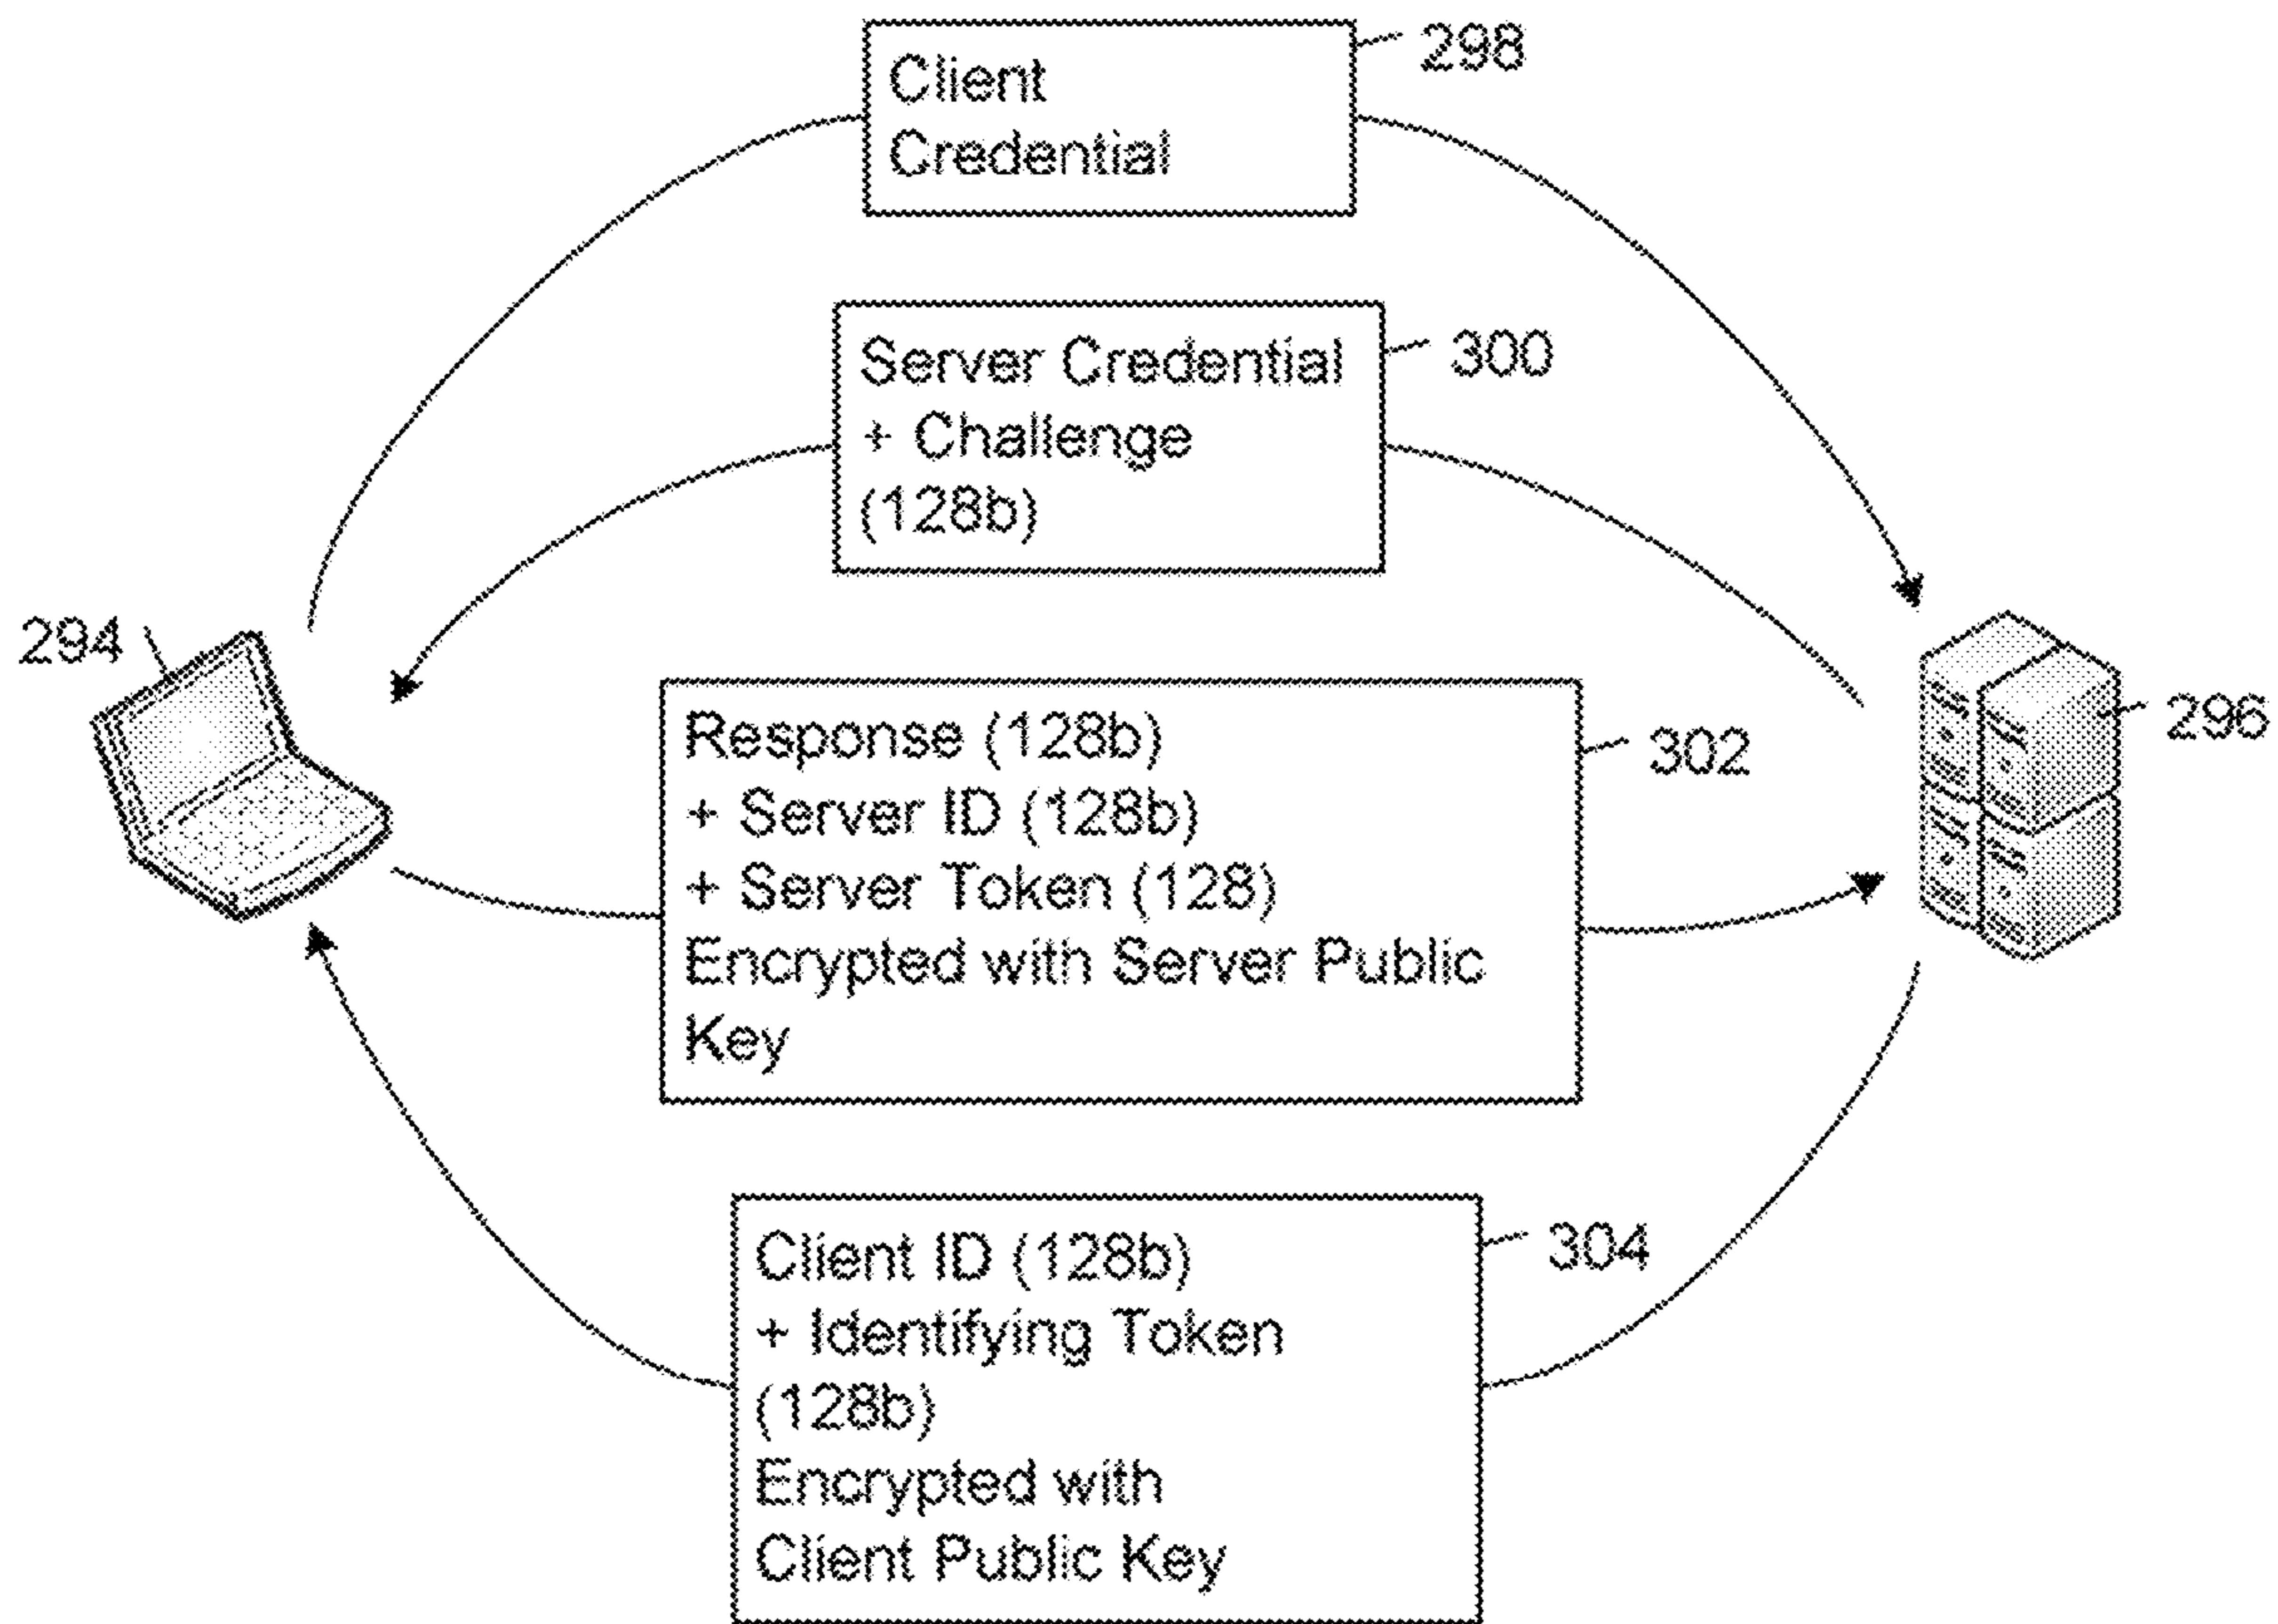 298
Client
Credential
300
Server Credential
+ Challenge
(128b)
294
296
302
Response (128b)
+ Server ID (128b)
+ Server Token (128)
Encrypted with Server Public
Key
304
Client ID (128b)
+ Identifying Token
(128b)
Encrypted with
Client Public Key